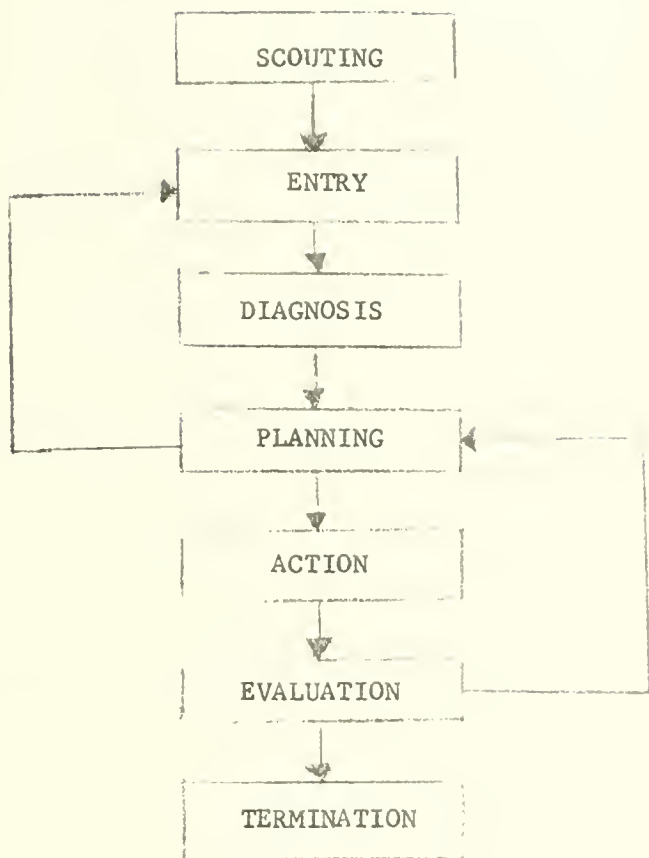 SCOUTING
ENTRY
DIAGNOSIS
PLANNING
ACTION
EVALUATION
TERMINATION